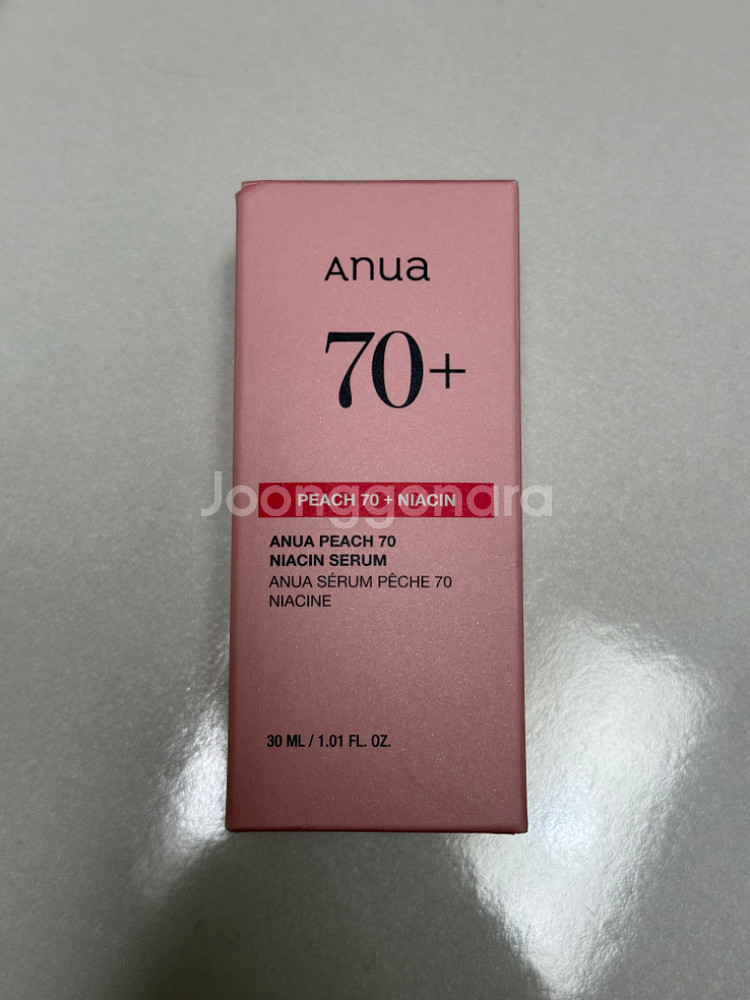 Anua
70+
PEACH 70 + NIACIN
Joonggonara
ANUA PEACH 70
NIACIN SERUM
ANUA SÉRUM PÊCHE 70
NIACINE
30 ML / 1.01 FL. OZ.